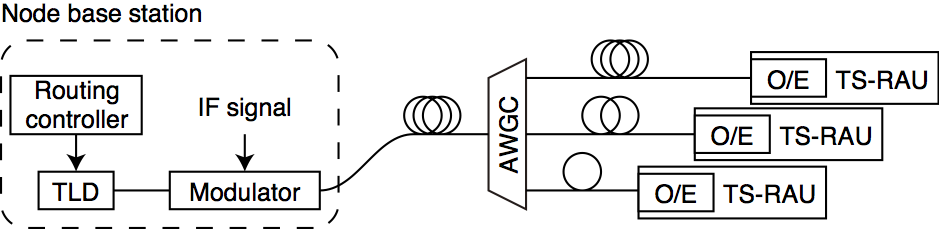 Node base station
Routing
controller
IF signal
TLD
Modulator
AWGC
O/E TS-RAU
O/E TS-RAU
O/E TS-RAU